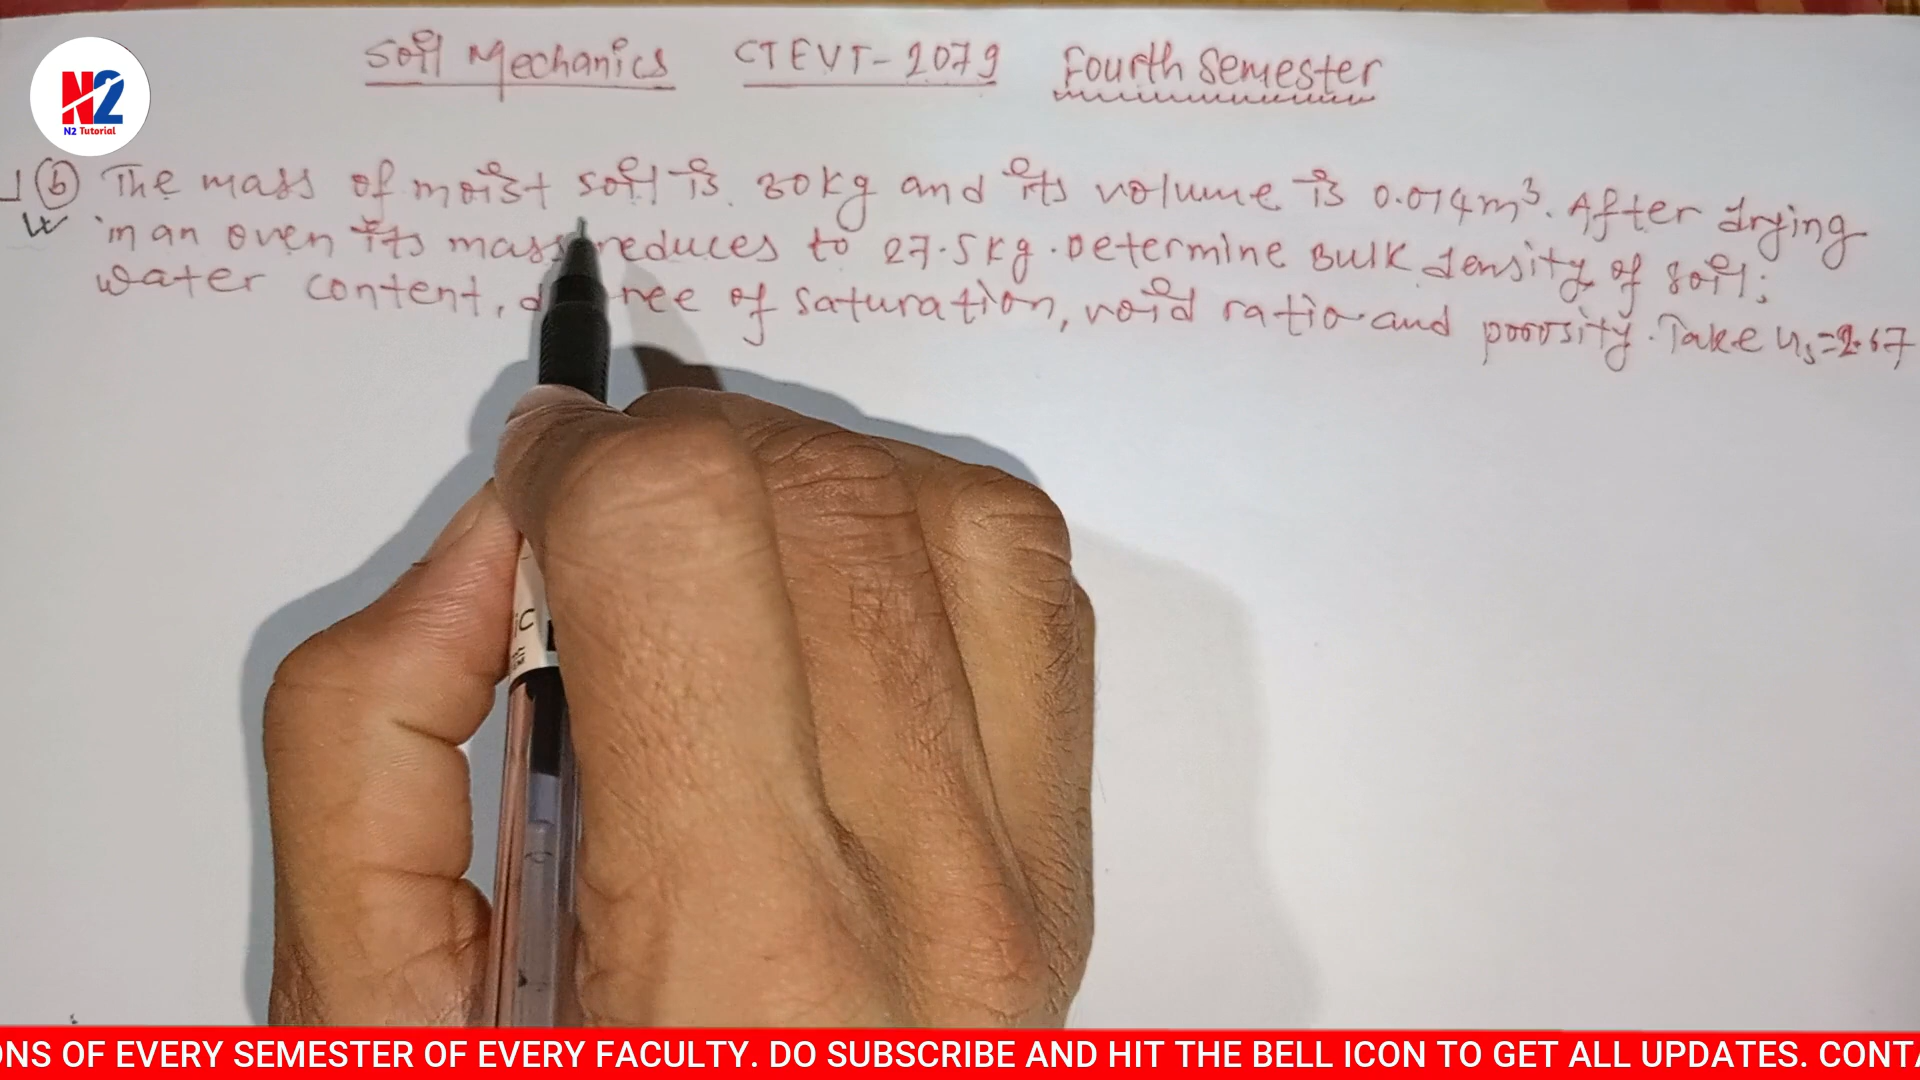 Soil Mechanics CTEVT-2079 Fourth Semester
N2
N2 Tutorial
1 (b) The mass of moist soil is 30kg and its volume is 0.014m³. After drying
in an oven its mass reduces to 27.5kg. Determine Bulk density of soil;
water content, of saturation, void ratio and porosity. Take Gs=2.67
ONS OF EVERY SEMESTER OF EVERY FACULTY. DO SUBSCRIBE AND HIT THE BELL ICON TO GET ALL UPDATES. CONTA